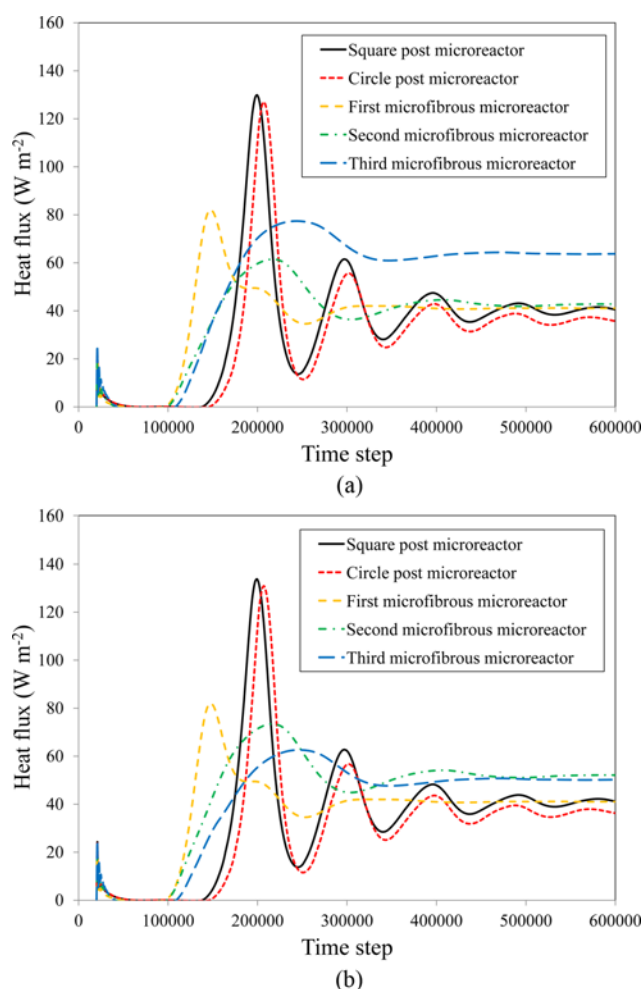 160
140
120
100
80
60
40
20
0
Heat flux (W m-2)
Square post microreactor
Circle post microreactor
First microfibrous microreactor
Second microfibrous microreactor
Third microfibrous microreactor
0 100000 200000 300000 400000 500000 600000
Time step
(a)
160
140
120
100
80
60
40
20
0
Heat flux (W m-2)
Square post microreactor
Circle post microreactor
First microfibrous microreactor
Second microfibrous microreactor
Third microfibrous microreactor
0 100000 200000 300000 400000 500000 600000
Time step
(b)